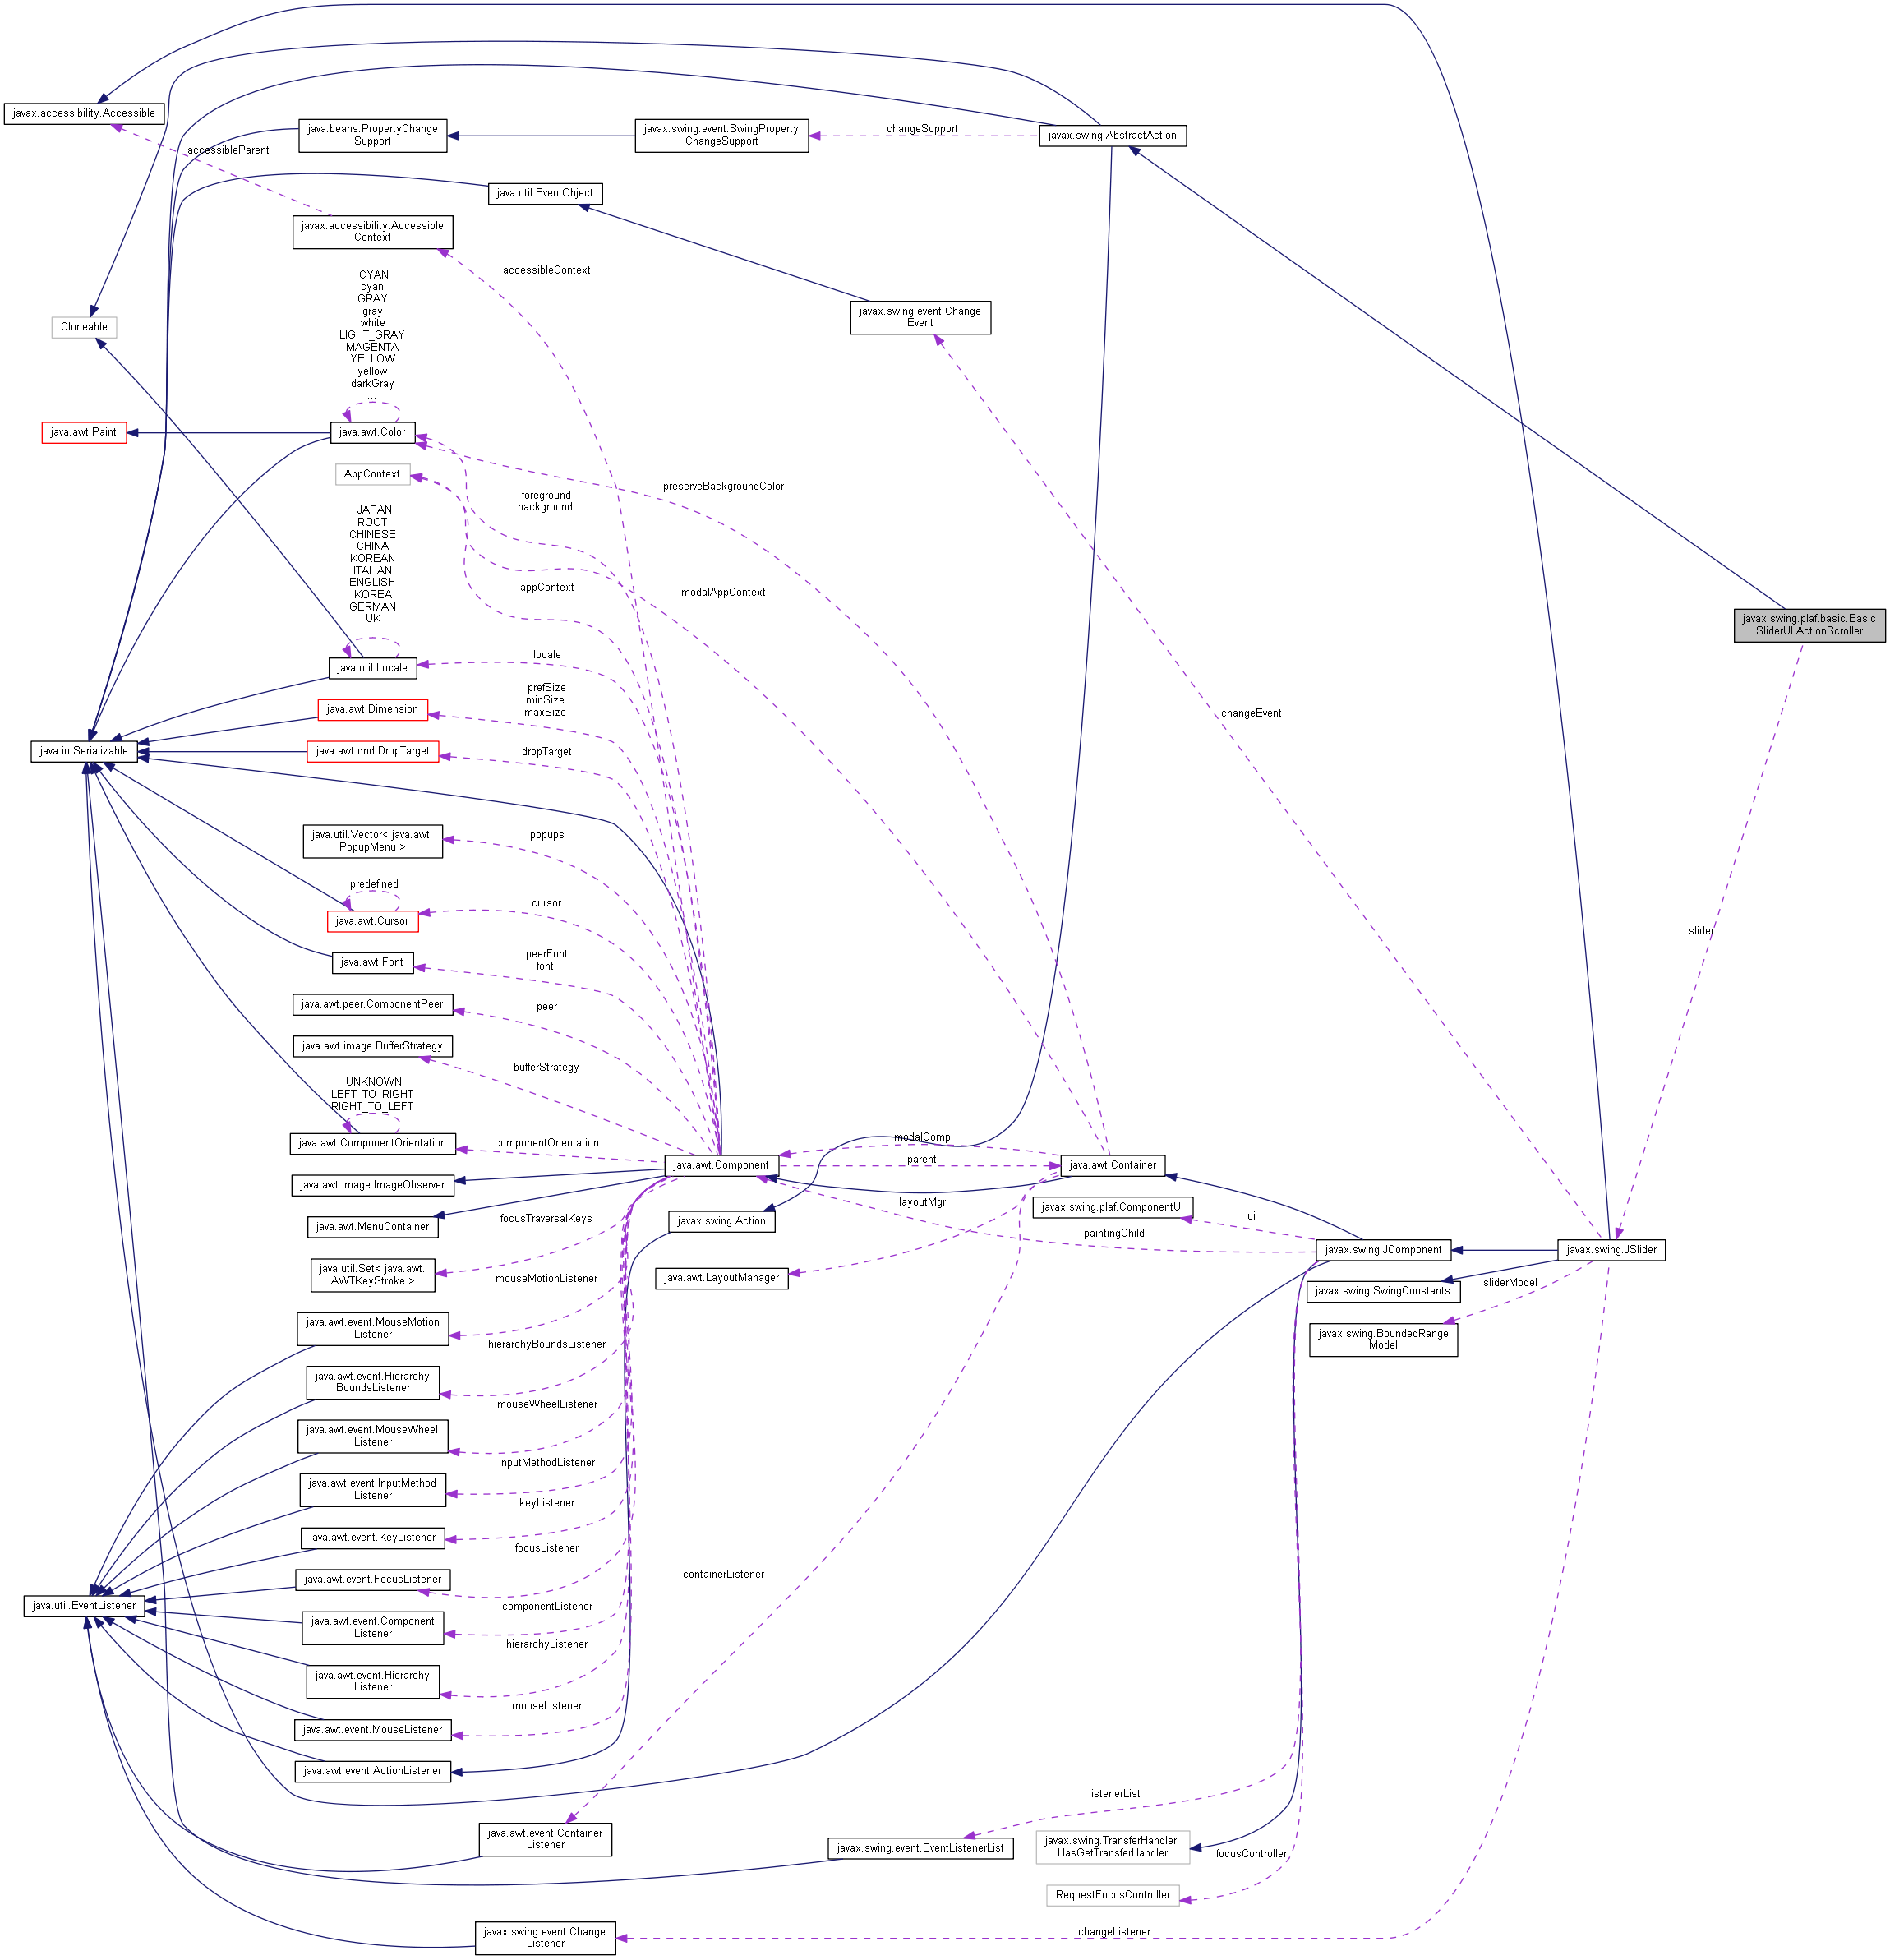 javax.accessibility.Accessible
java.beans.PropertyChange
Support
javax.swing.event.SwingProperty
ChangeSupport
changeSupport
javax.swing.AbstractAction
accessibleParent
java.util.EventObject
javax.accessibility.Accessible
Context
accessibleContext
CYAN
cyan
GRAY
gray
white
LIGHT_GRAY
MAGENTA
YELLOW
yellow
darkGray
...
javax.swing.event.Change
Event
Cloneable
java.awt.Paint
java.awt.Color
AppContext
foreground
background
preserveBackgroundColor
JAPAN
ROOT
CHINESE
CHINA
KOREAN
ITALIAN
ENGLISH
KOREA
GERMAN
UK
...
appContext
modalAppContext
javax.swing.plaf.basic.Basic
SliderUI.ActionScroller
java.util.Locale
locale
java.awt.Dimension
prefSize
minSize
maxSize
changeEvent
java.io.Serializable
java.awt.dnd.DropTarget
dropTarget
java.util.Vector< java.awt.
PopupMenu >
popups
predefined
java.awt.Cursor
cursor
slider
java.awt.Font
peerFont
font
java.awt.peer.ComponentPeer
peer
java.awt.image.BufferStrategy
bufferStrategy
UNKNOWN
LEFT_TO_RIGHT
RIGHT_TO_LEFT
java.awt.ComponentOrientation
componentOrientation
modalComp
java.awt.Component
parent
java.awt.Container
java.awt.image.ImageObserver
layoutMgr
javax.swing.plaf.ComponentUI
java.awt.MenuContainer
focusTraversalKeys
javax.swing.Action
ui
paintingChild
javax.swing.JComponent
javax.swing.JSlider
java.util.Set< java.awt.
AWTKeyStroke >
mouseMotionListener
java.awt.LayoutManager
javax.swing.SwingConstants
sliderModel
java.awt.event.MouseMotion
Listener
javax.swing.BoundedRange
Model
hierarchyBoundsListener
java.awt.event.Hierarchy
BoundsListener
mouseWheelListener
java.awt.event.MouseWheel
Listener
inputMethodListener
java.awt.event.InputMethod
Listener
keyListener
java.awt.event.KeyListener
focusListener
java.awt.event.FocusListener
containerListener
java.util.EventListener
componentListener
java.awt.event.Component
Listener
hierarchyListener
java.awt.event.Hierarchy
Listener
mouseListener
java.awt.event.MouseListener
java.awt.event.ActionListener
listenerList
java.awt.event.Container
Listener
javax.swing.event.EventListenerList
javax.swing.TransferHandler.
HasGetTransferHandler
focusController
RequestFocusController
javax.swing.event.Change
Listener
changeListener